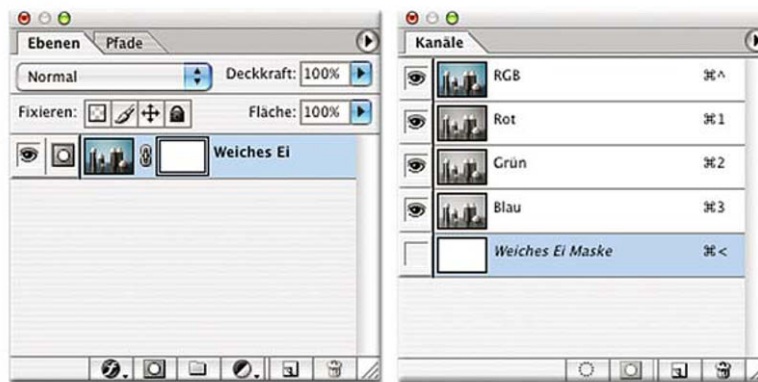 Ebenen Pfade
Normal Deckkraft: 100%
Fixieren: Fläche: 100%
Weiches Ei
Kanäle
RGB ⌘^
Rot ⌘1
Grün ⌘2
Blau ⌘3
Weiches Ei Maske ⌘<